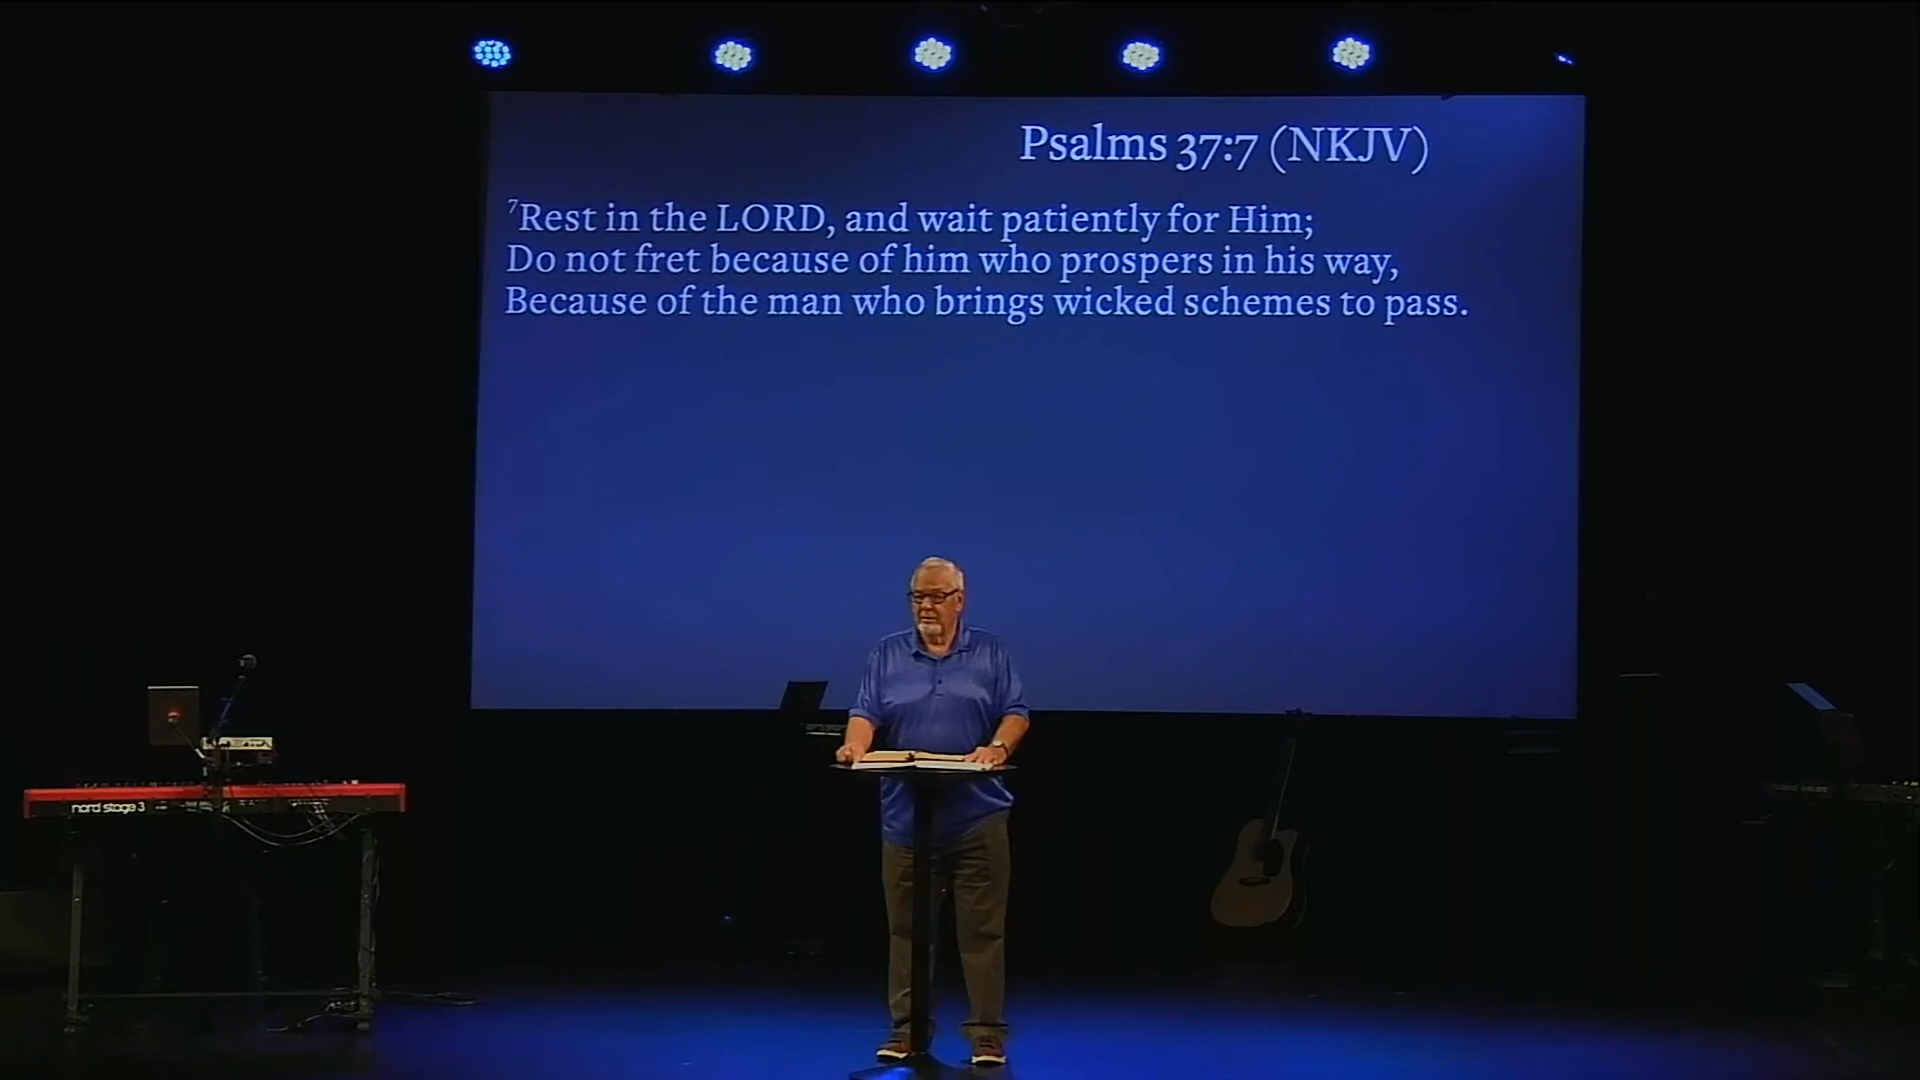 Psalms 37:7 (NKJV)
⁷Rest in the LORD, and wait patiently for Him;
Do not fret because of him who prospers in his way,
Because of the man who brings wicked schemes to pass.
nord stage 3